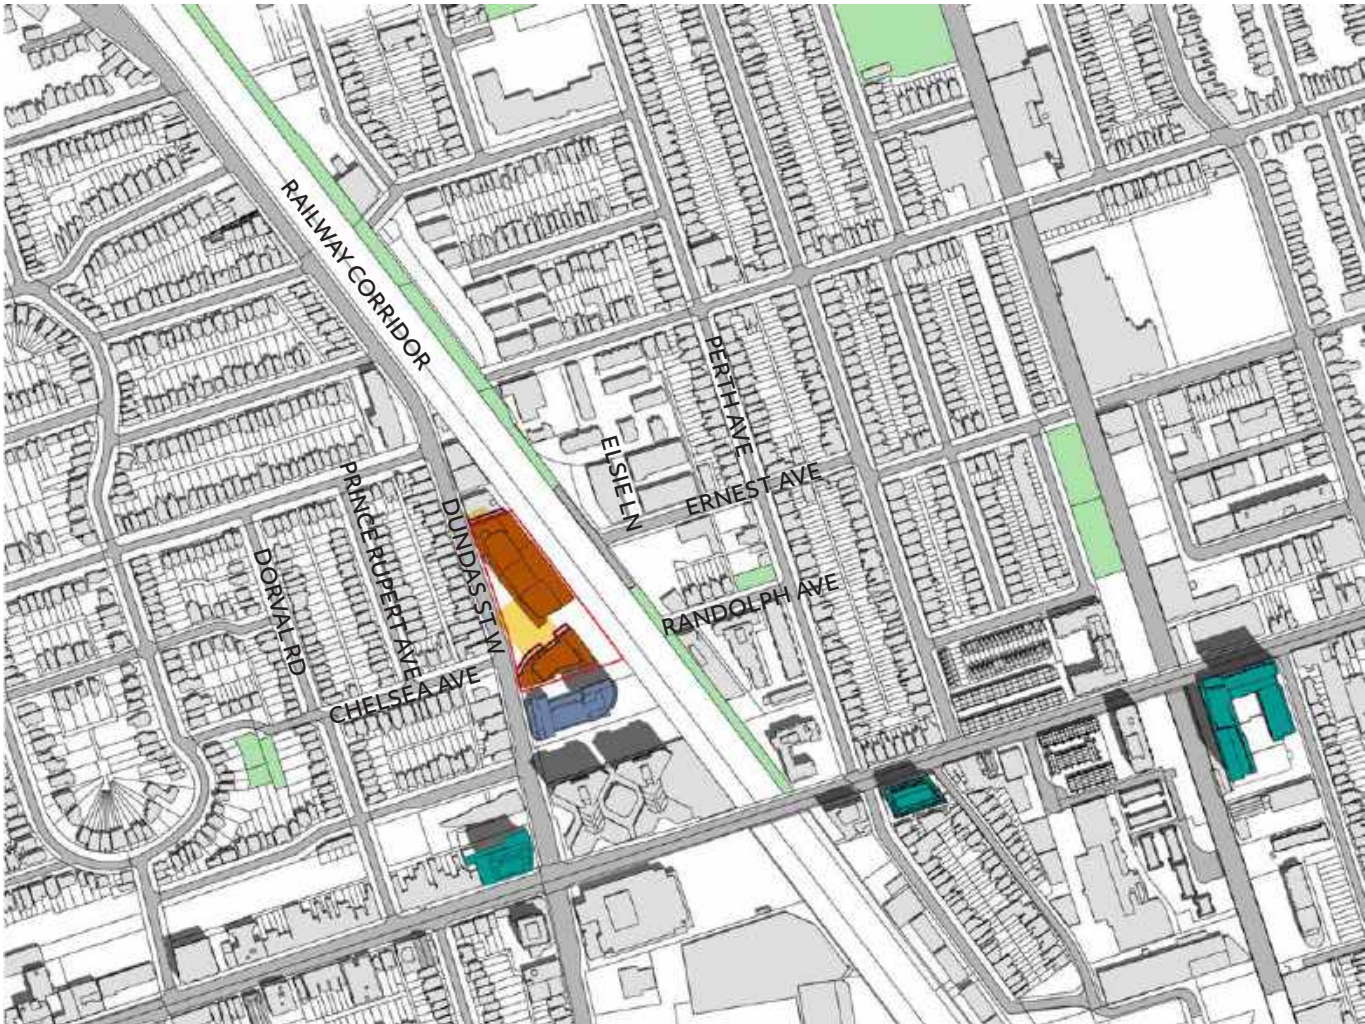 RAILWAY CORRIDOR
PERTH AVE
ELSIE LN
ERNEST AVE
PRINCE RUPERT AVE
DUNDAS ST W
DORVAL RD
RANDOLPH AVE
CHELSEA AVE